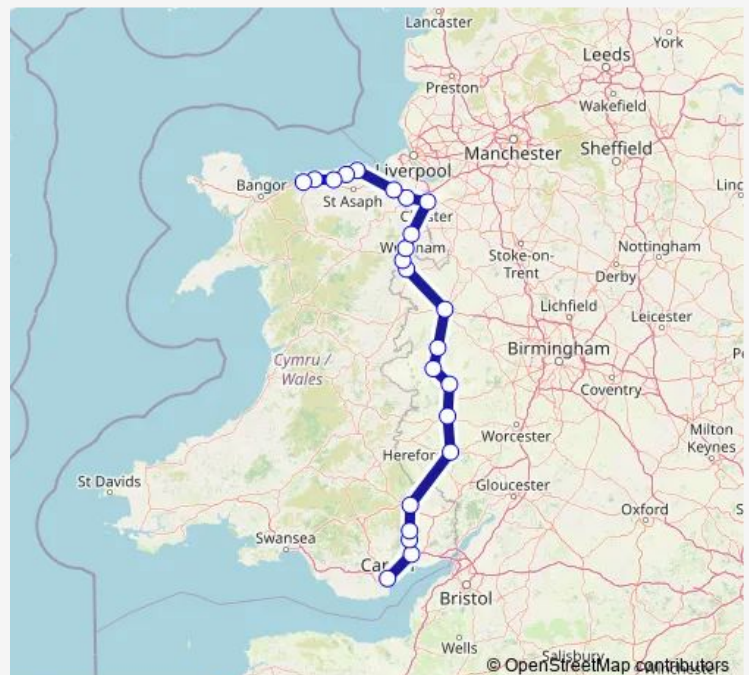 Lancaster
York
Leeds
Preston
Wakefield
Manchester
Sheffield
Liverpool
Bangor
St Asaph
Nottingham
Stoke-on-
Trent
Derby
Lichfield
Leicester
Birmingham
Cymru /
Wales
Coventry
Milton
Keynes
Worcester
St Davids
Gloucester
Oxford
Swansea
Bristol
Wells
Salisbury
© OpenStreetMap contributors